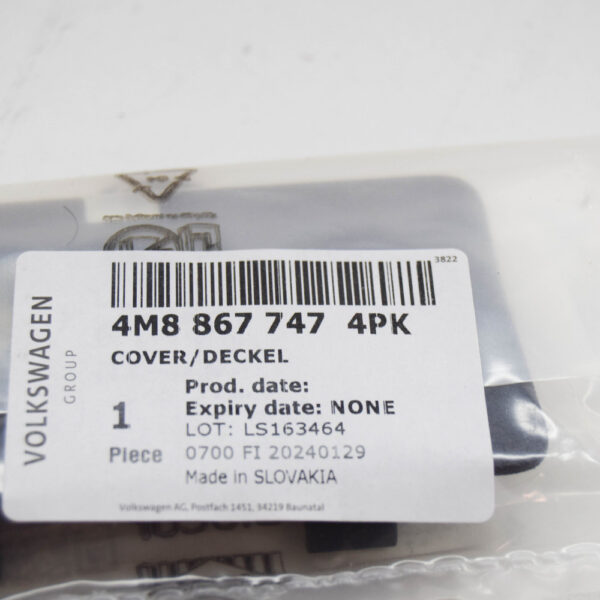 3822
4M8 867 747 4PK
COVER/DECKEL
VOLKSWAGEN
GROUP
Prod. date:
1 Expiry date: NONE
LOT: LS163464
Piece 0700 FI 20240129
Made in SLOVAKIA
Volkswagen AG, Postfach 1451, 34219 Baunatal